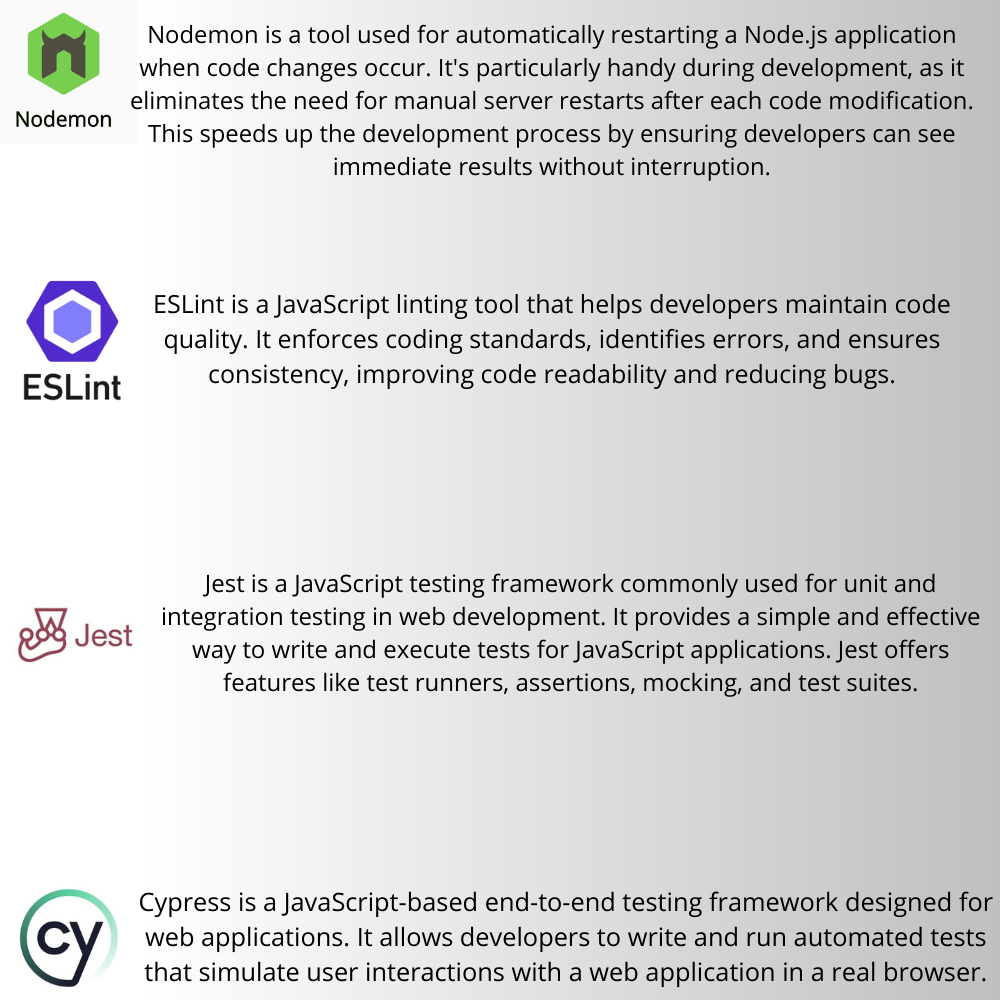 Nodemon
Nodemon is a tool used for automatically restarting a Node.js application
when code changes occur. It's particularly handy during development, as it
eliminates the need for manual server restarts after each code modification.
This speeds up the development process by ensuring developers can see
immediate results without interruption.
ESLint
ESLint is a JavaScript linting tool that helps developers maintain code
quality. It enforces coding standards, identifies errors, and ensures
consistency, improving code readability and reducing bugs.
Jest
Jest is a JavaScript testing framework commonly used for unit and
integration testing in web development. It provides a simple and effective
way to write and execute tests for JavaScript applications. Jest offers
features like test runners, assertions, mocking, and test suites.
cy
Cypress is a JavaScript-based end-to-end testing framework designed for
web applications. It allows developers to write and run automated tests
that simulate user interactions with a web application in a real browser.